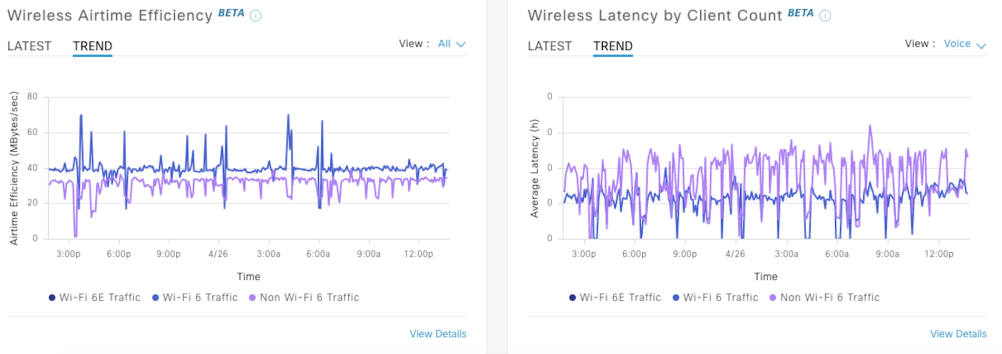 Wireless Airtime Efficiency BETA
LATEST TREND View : All
Airtime Efficiency (MBytes/sec)
80
60
40
20
0
3:00p 6:00p 9:00p 4/26 3:00a 6:00a 9:00a 12:00p
Time
Wi-Fi 6E Traffic Wi-Fi 6 Traffic Non Wi-Fi 6 Traffic
View Details
Wireless Latency by Client Count BETA
LATEST TREND View : Voice
Average Latency (h)
0
0
0
0
0
3:00p 6:00p 9:00p 4/26 3:00a 6:00a 9:00a 12:00p
Time
Wi-Fi 6E Traffic Wi-Fi 6 Traffic Non Wi-Fi 6 Traffic
View Details